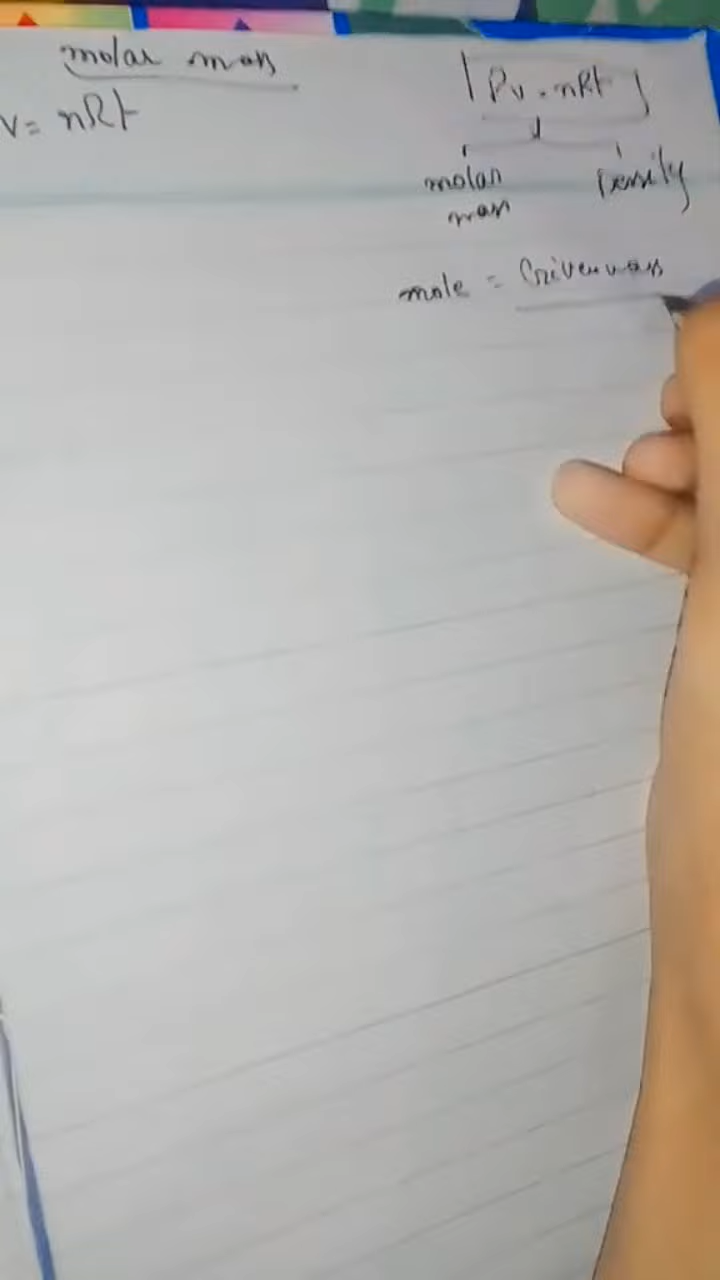 molar mass
v = nRt
Pv = nRt
molar Density
mass
mole = Given mass